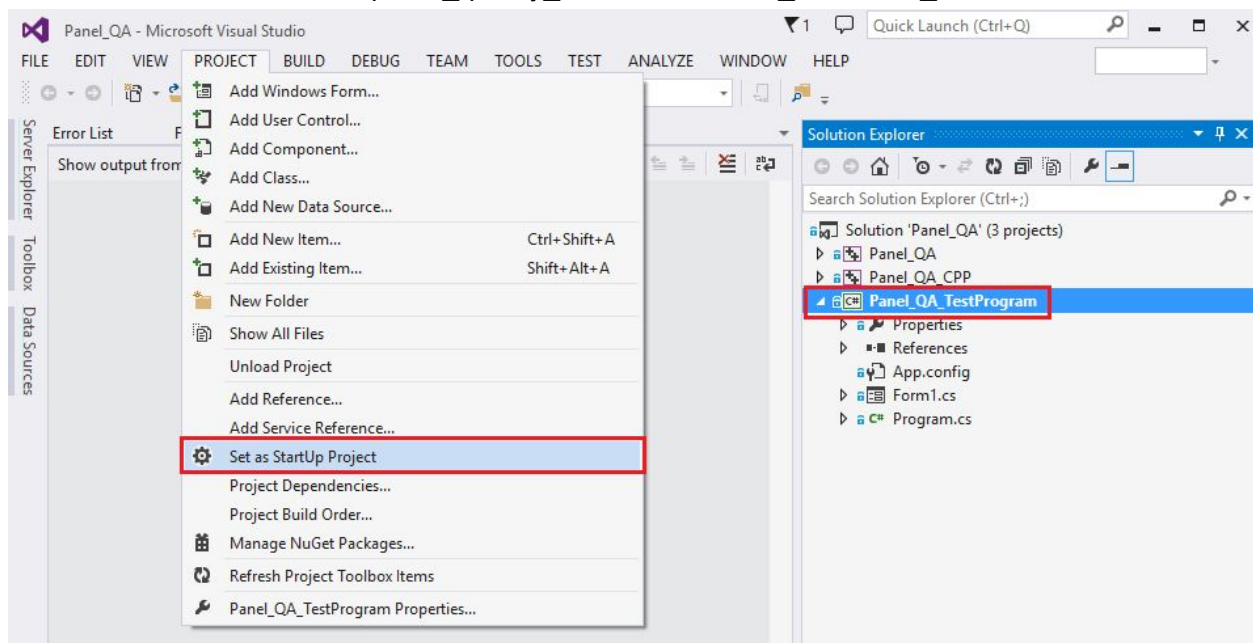 Panel_QA - Microsoft Visual Studio
1
Quick Launch (Ctrl+Q)
FILE EDIT VIEW PROJECT BUILD DEBUG TEAM TOOLS TEST ANALYZE WINDOW HELP
Server Explorer
Toolbox
Data Sources
Error List
Show output from
Add Windows Form...
Add User Control...
Add Component...
Add Class...
Add New Data Source...
Add New Item... Ctrl+Shift+A
Add Existing Item... Shift+Alt+A
New Folder
Show All Files
Unload Project
Add Reference...
Add Service Reference...
Set as StartUp Project
Project Dependencies...
Project Build Order...
Manage NuGet Packages...
Refresh Project Toolbox Items
Panel_QA_TestProgram Properties...
Solution Explorer
Search Solution Explorer (Ctrl+;)
Solution 'Panel_QA' (3 projects)
Panel_QA
Panel_QA_CPP
C# Panel_QA_TestProgram
Properties
References
App.config
Form1.cs
C# Program.cs